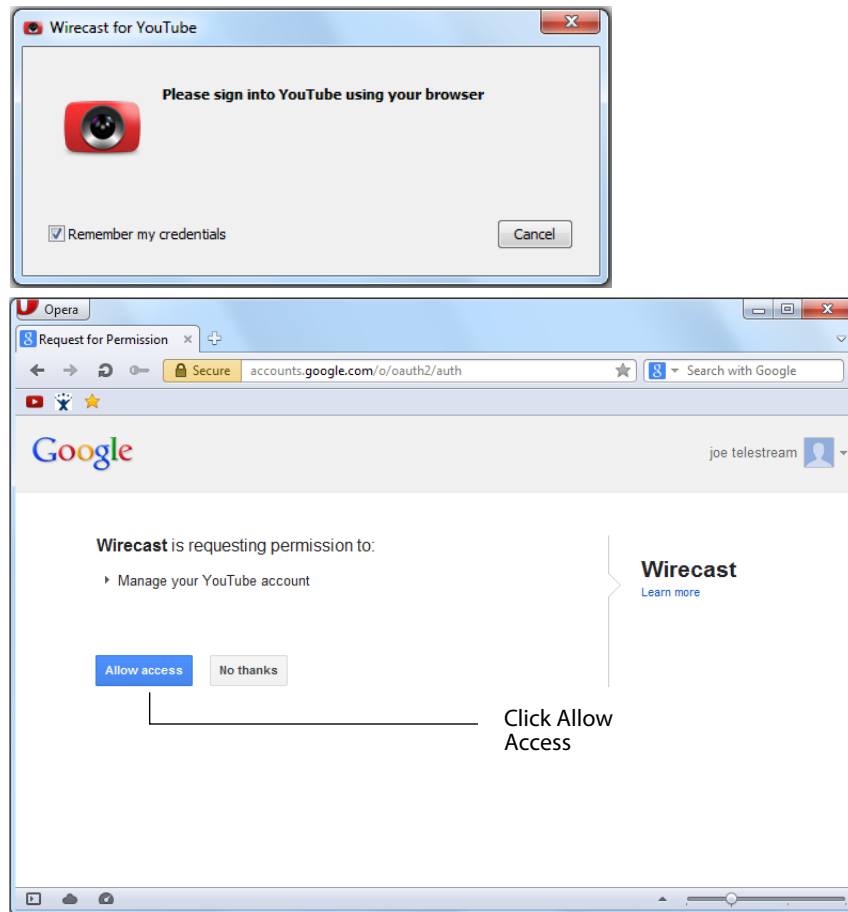 Wirecast for YouTube
Please sign into YouTube using your browser
Remember my credentials
Cancel
Opera
8 Request for Permission
Secure accounts.google.com/o/oauth2/auth
8 Search with Google
Google
joe telestream
Wirecast is requesting permission to:
Manage your YouTube account
Wirecast
Learn more
Allow access
No thanks
Click Allow
Access